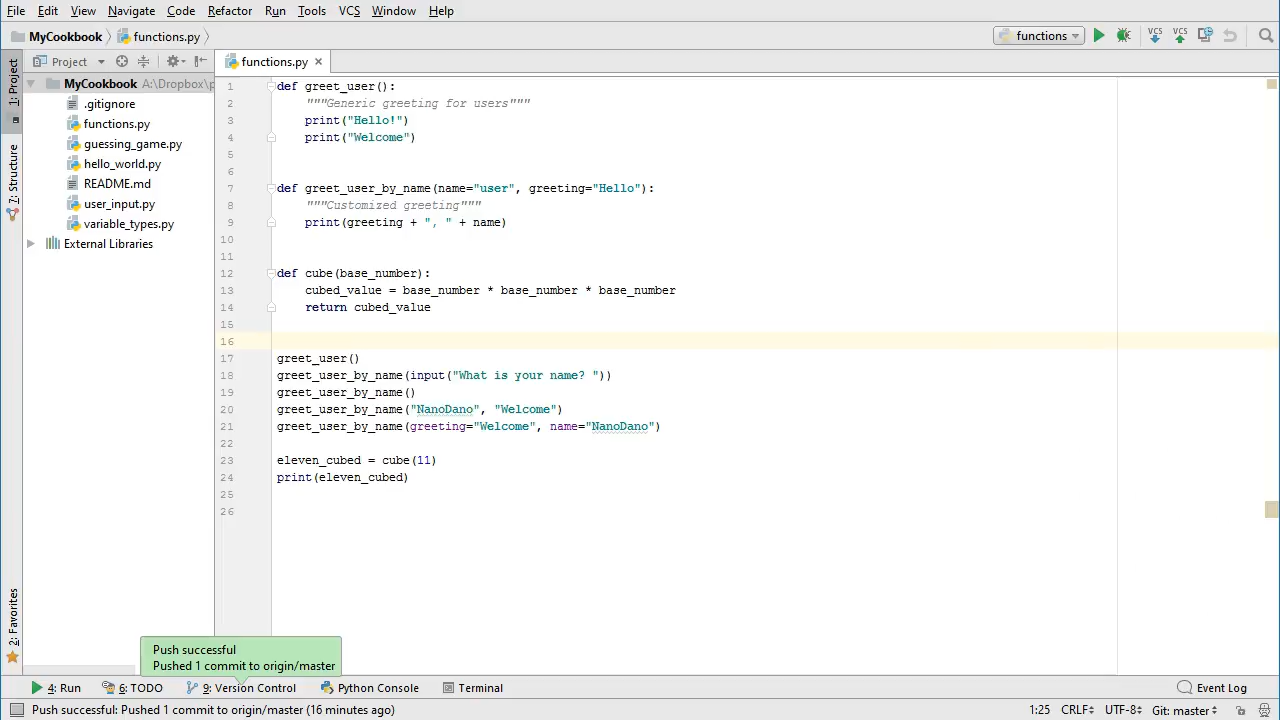 File Edit View Navigate Code Refactor Run Tools VCS Window Help
MyCookbook functions.py functions VCS VCS
1: Project
7: Structure
2: Favorites
Project
MyCookbook A:\Dropbox\p
.gitignore
functions.py
guessing_game.py
hello_world.py
README.md
user_input.py
variable_types.py
External Libraries
functions.py
1 def greet_user():
2 """Generic greeting for users"""
3 print("Hello!")
4 print("Welcome")
5
6
7 def greet_user_by_name(name="user", greeting="Hello"):
8 """Customized greeting"""
9 print(greeting + ", " + name)
10
11
12 def cube(base_number):
13 cubed_value = base_number * base_number * base_number
14 return cubed_value
15
16
17 greet_user()
18 greet_user_by_name(input("What is your name? "))
19 greet_user_by_name()
20 greet_user_by_name("NanoDano", "Welcome")
21 greet_user_by_name(greeting="Welcome", name="NanoDano")
22
23 eleven_cubed = cube(11)
24 print(eleven_cubed)
25
26
Push successful
Pushed 1 commit to origin/master
4: Run 6: TODO 9: Version Control Python Console Terminal Event Log
Push successful: Pushed 1 commit to origin/master (16 minutes ago) 1:25 CRLF UTF-8 Git: master